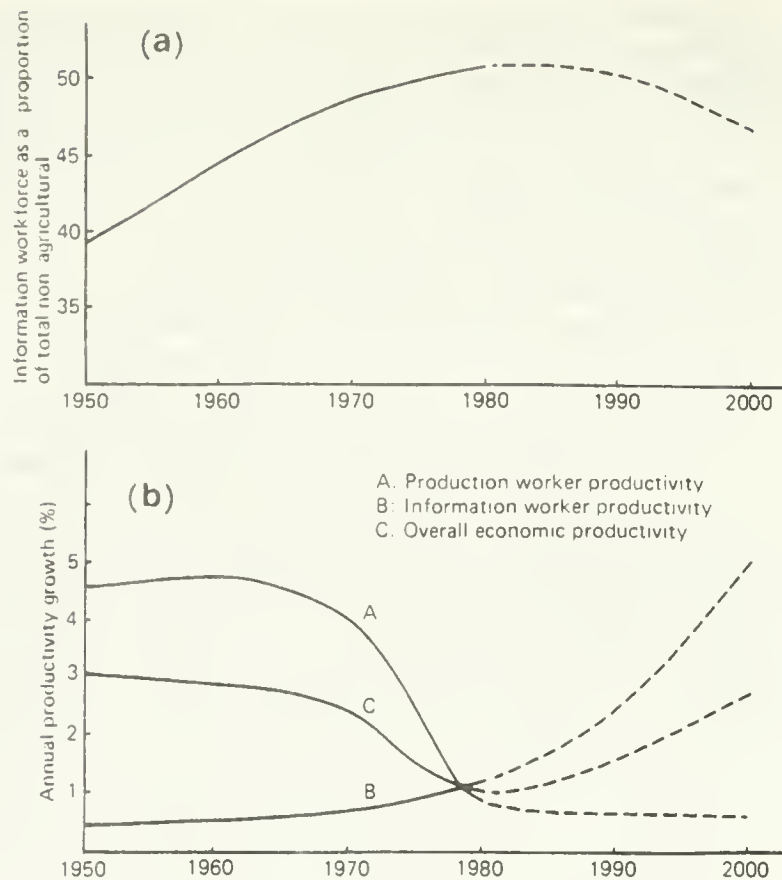 (a)
Information workforce as a proportion
of total non agricultural
50
45
40
35
1950
1960
1970
1980
1990
2000
(b)
A. Production worker productivity
B: Information worker productivity
C. Overall economic productivity
Annual productivity growth (%)
5
4
3
2
1
A
C
B
1950
1960
1970
1980
1990
2000